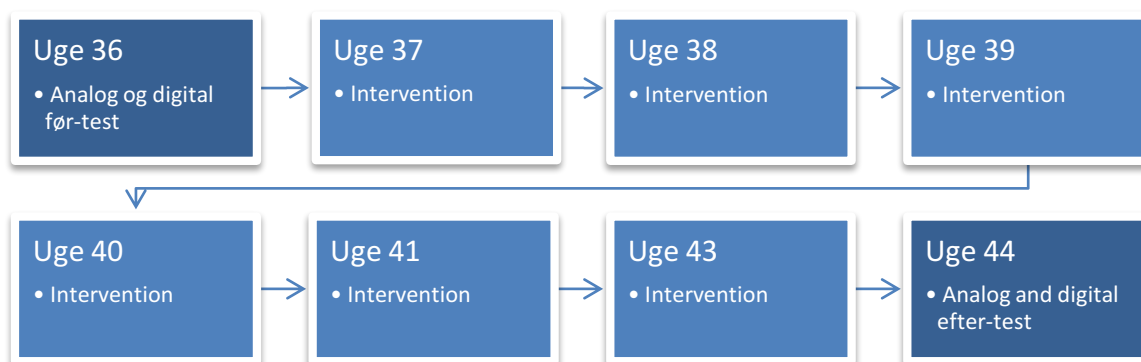 Uge 36
• Analog og digital
før-test
Uge 37
• Intervention
Uge 38
• Intervention
Uge 39
• Intervention
Uge 40
• Intervention
Uge 41
• Intervention
Uge 43
• Intervention
Uge 44
• Analog and digital
efter-test